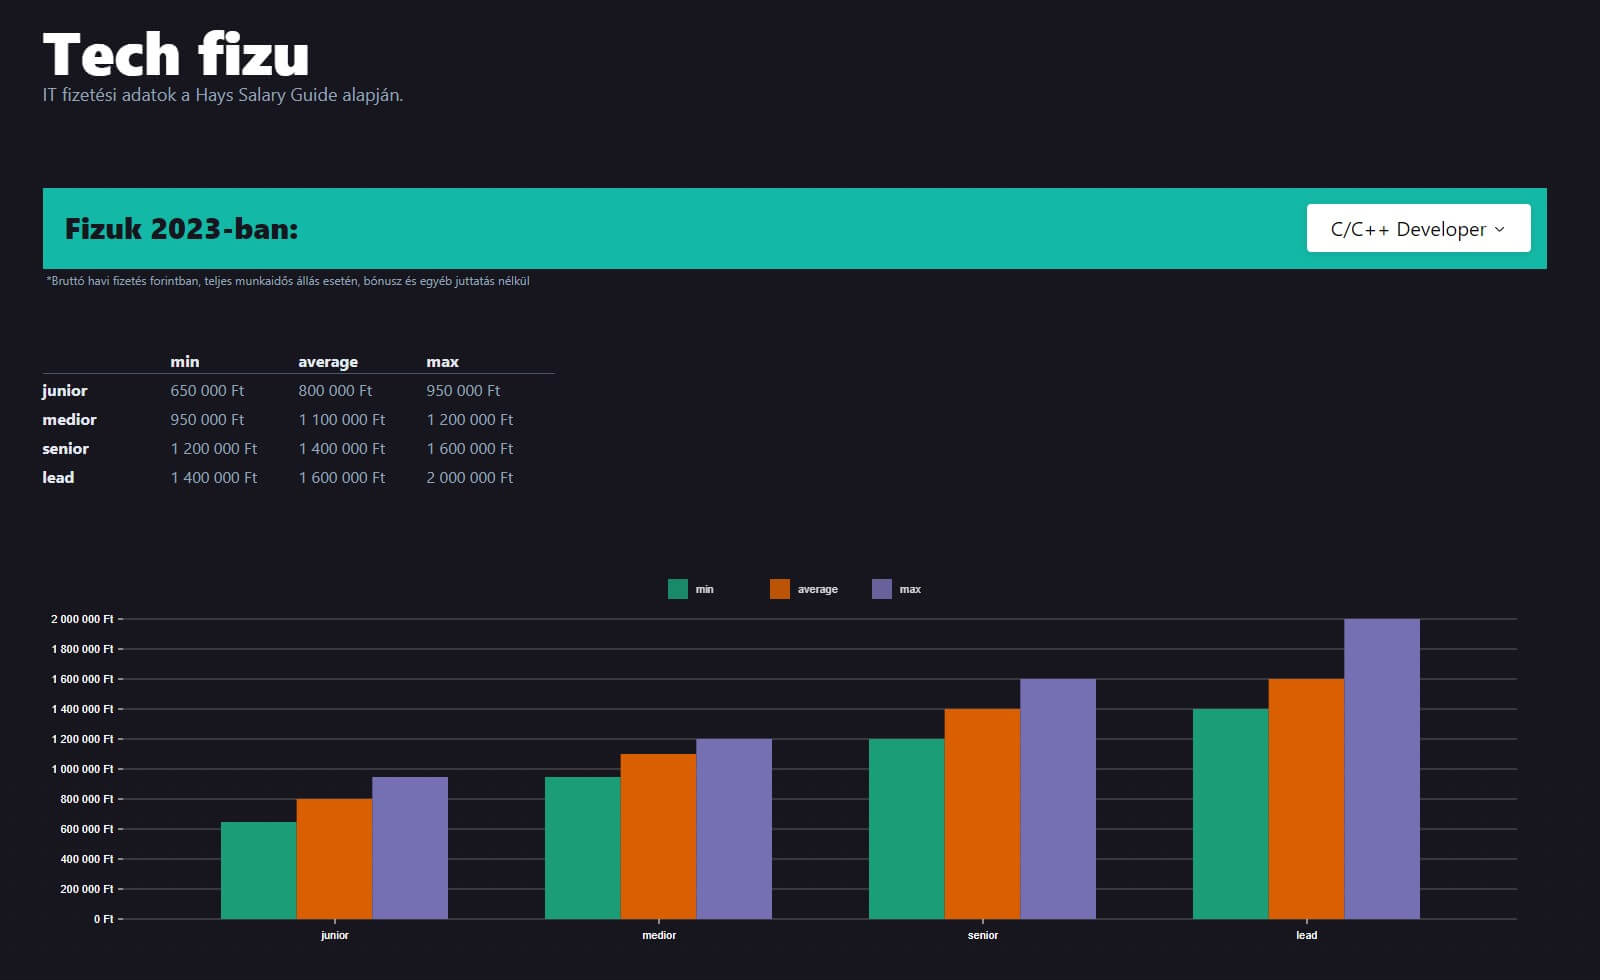 Tech fizu
IT fizetési adatok a Hays Salary Guide alapján.
Fizuk 2023-ban:
C/C++ Developer
*Bruttó havi fizetés forintban, teljes munkaidős állás esetén, bónusz és egyéb juttatás nélkül
min average max
junior 650 000 Ft 800 000 Ft 950 000 Ft
medior 950 000 Ft 1 100 000 Ft 1 200 000 Ft
senior 1 200 000 Ft 1 400 000 Ft 1 600 000 Ft
lead 1 400 000 Ft 1 600 000 Ft 2 000 000 Ft
min average max
2 000 000 Ft
1 800 000 Ft
1 600 000 Ft
1 400 000 Ft
1 200 000 Ft
1 000 000 Ft
800 000 Ft
600 000 Ft
400 000 Ft
200 000 Ft
0 Ft
junior medior senior lead